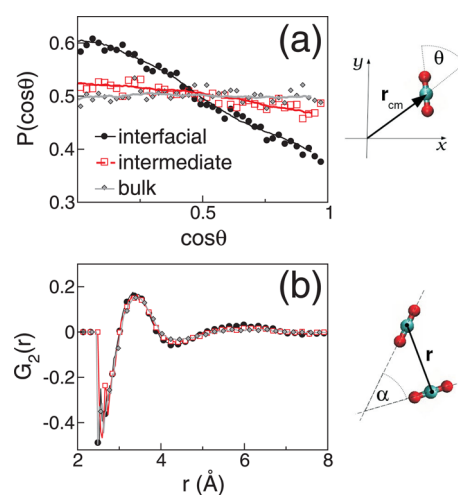 (a)
P(cosθ)
0.6
0.5
0.4
0.3
interfacial
intermediate
bulk
0.5
1
cosθ
y
θ
r cm
x
(b)
G2(r)
0.2
0
-0.2
-0.4
2
4
6
8
r (Å)
r
α